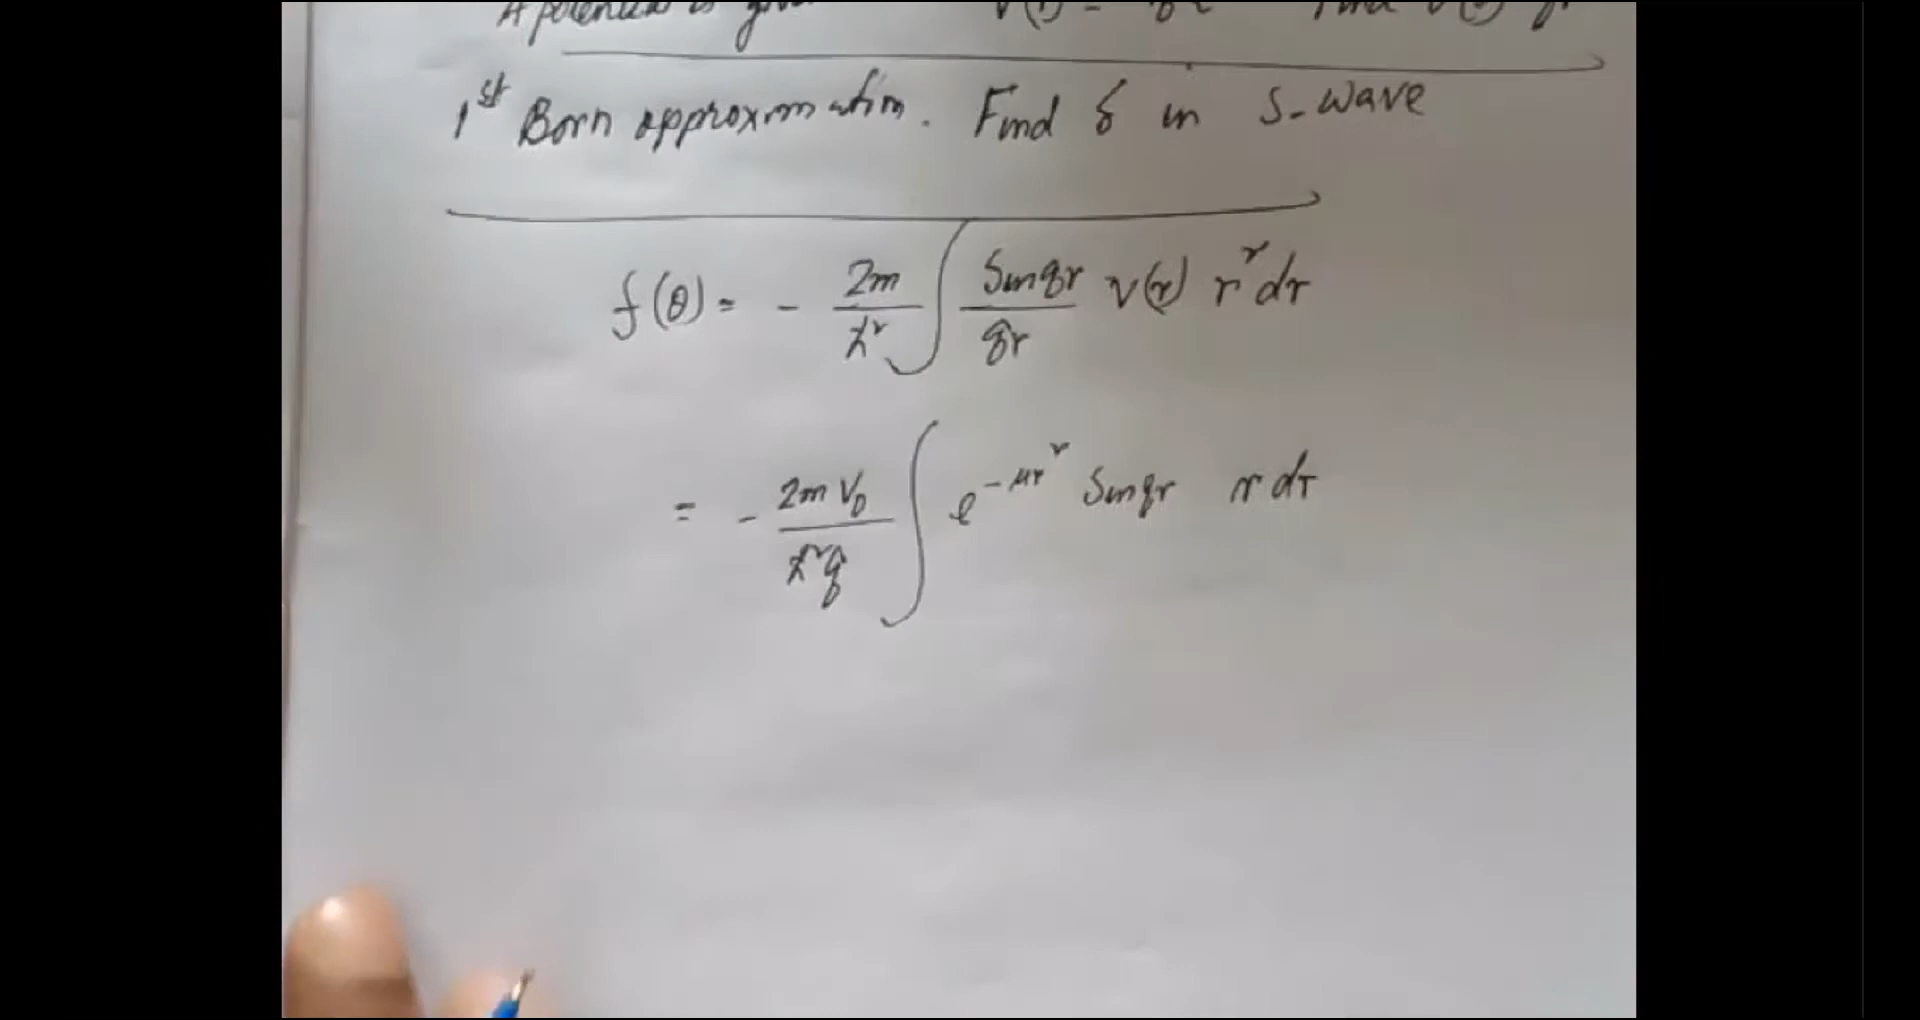 1st Born approximation. Find δ in S-wave
f(θ) = - 2m/ħ² ∫ Sinqr/qr V(r) r² dr
= - 2m V₀/ħ²q ∫ e^{-μr²} Sinqr r dr